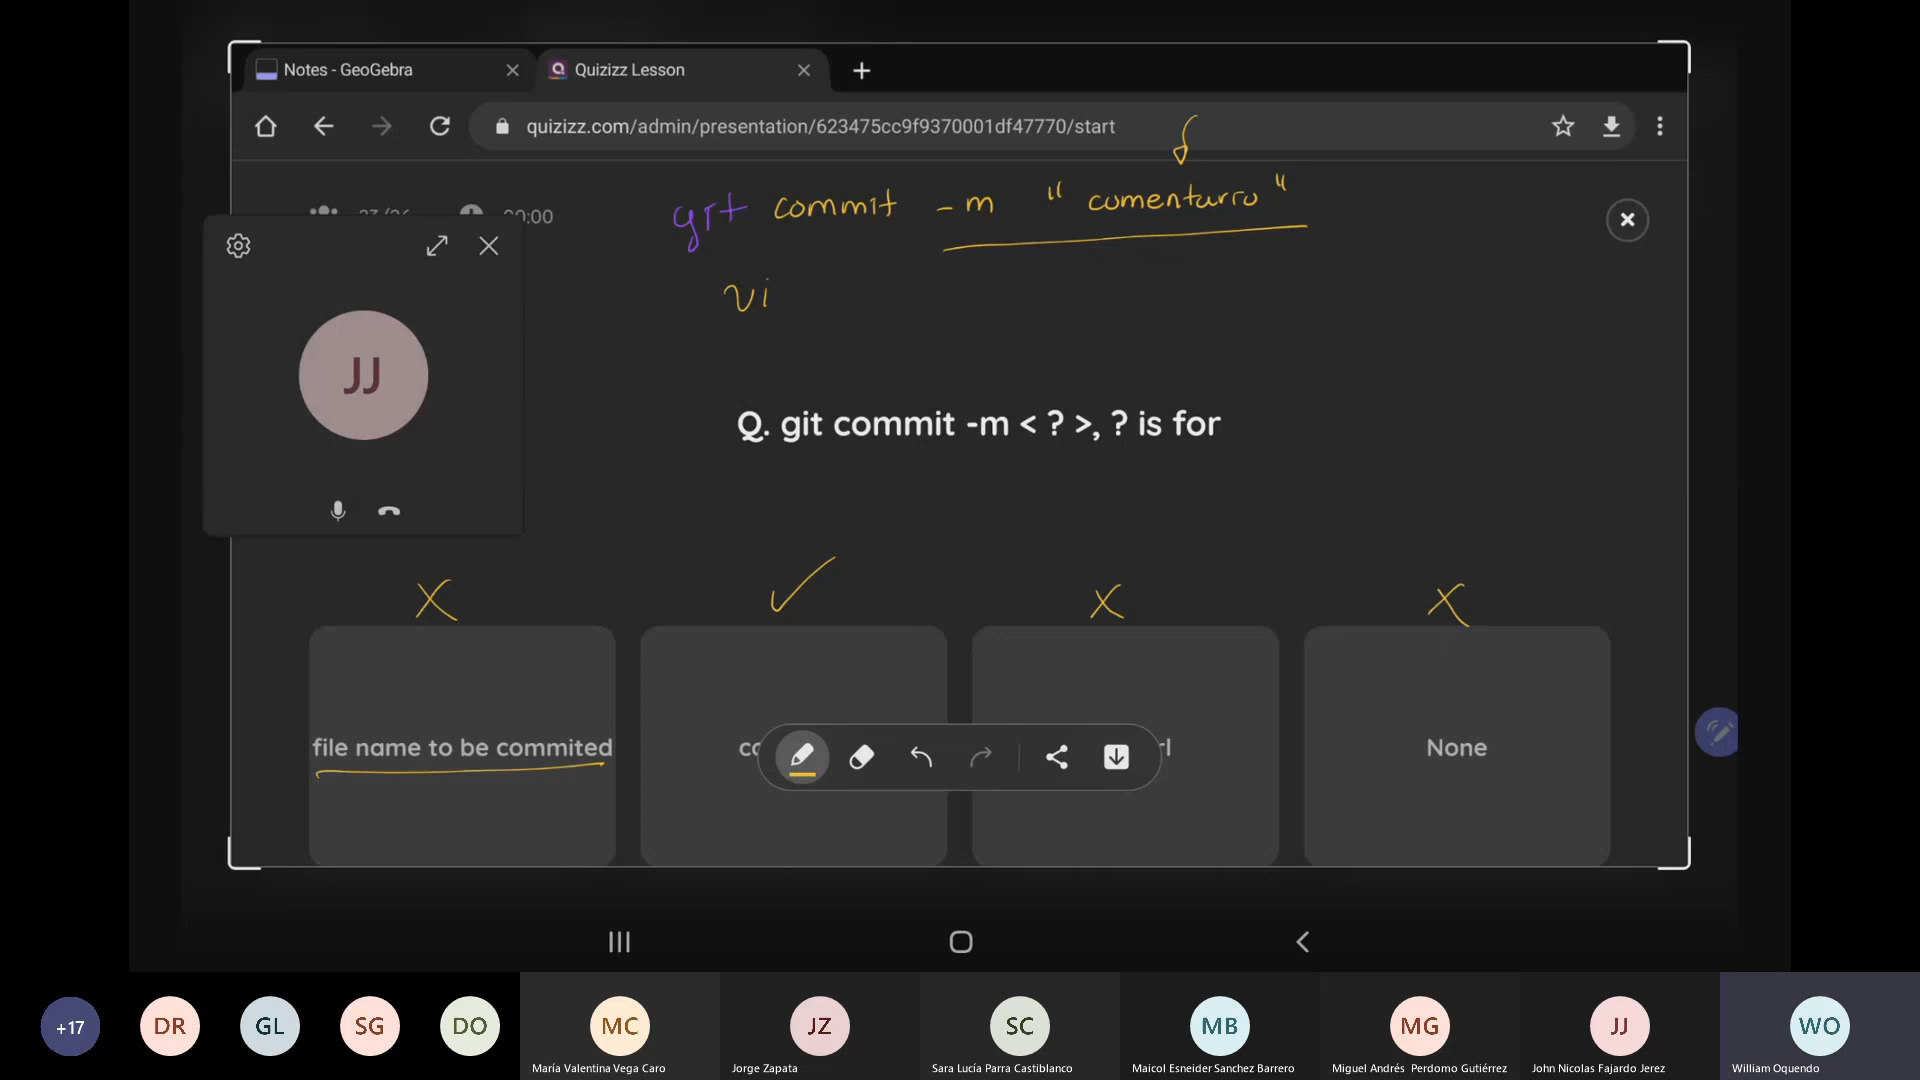 Notes - GeoGebra
Quizizz Lesson
quizizz.com/admin/presentation/623475cc9f9370001df47770/start
00:00
git commit -m " comentario "
vi
JJ
Q. git commit -m < ? >, ? is for
file name to be commited
None
+17
DR
GL
SG
DO
MC
JZ
SC
MB
MG
JJ
WO
María Valentina Vega Caro
Jorge Zapata
Sara Lucía Parra Castiblanco
Maicol Esneider Sanchez Barrero
Miguel Andrés Perdomo Gutiérrez
John Nicolas Fajardo Jerez
William Oquendo